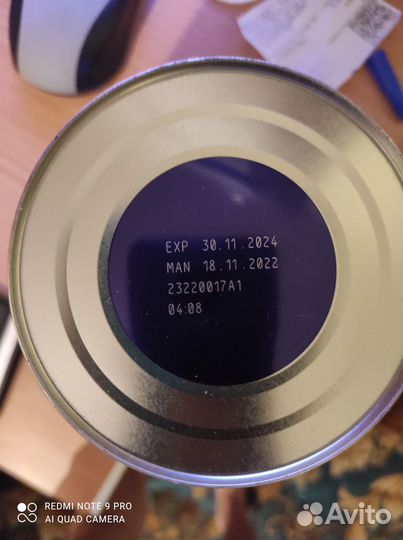 EXP 30.11.2024
MAN 18.11.2022
23220017A1
04:08
REDMI NOTE 9 PRO
AI QUAD CAMERA
Avito